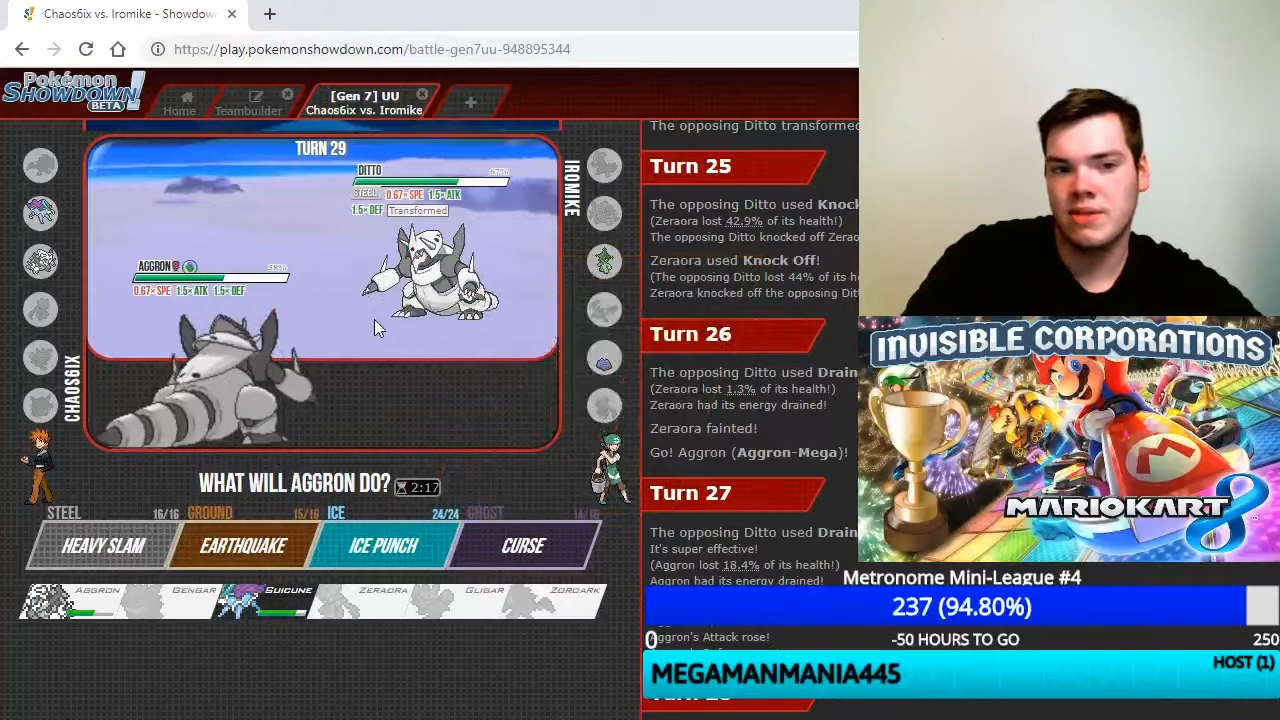 Chaos6ix vs. Iromike - Showdow
https://play.pokemonshowdown.com/battle-gen7uu-948895344
Pokémon
SHOWDOWN!
BETA
Home
Teambuilder
[Gen 7] UU
Chaos6ix vs. Iromike
TURN 29
DITTO
67%
STEEL 0.67× SPE 1.5× ATK
1.5× DEF Transformed
AGGRON
58%
0.67× SPE 1.5× ATK 1.5× DEF
CHAOS6IX
IROMIKE
WHAT WILL AGGRON DO? 2:17
STEEL 16/16
HEAVY SLAM
GROUND 15/16
EARTHQUAKE
ICE 24/24
ICE PUNCH
GHOST 14/16
CURSE
AGGRON
GENGAR
SUICUNE
ZERAORA
GLIGAR
ZOROARK
The opposing Ditto transformed
Turn 25
The opposing Ditto used Knock
(Zeraora lost 42.9% of its health!)
The opposing Ditto knocked off Zerao
Zeraora used Knock Off!
(The opposing Ditto lost 44% of its he
Zeraora knocked off the opposing Dit
Turn 26
The opposing Ditto used Drain
(Zeraora lost 1.3% of its health!)
Zeraora had its energy drained!
Zeraora fainted!
Go! Aggron (Aggron-Mega)!
Turn 27
The opposing Ditto used Drain
It's super effective!
(Aggron lost 18.4% of its health!)
Aggron had its energy drained!
Aggron's Attack rose!
INVISIBLE CORPORATIONS
MARIOKART 8
Metronome Mini-League #4
237 (94.80%)
0 -50 HOURS TO GO 250
MEGAMANMANIA445 HOST (1)